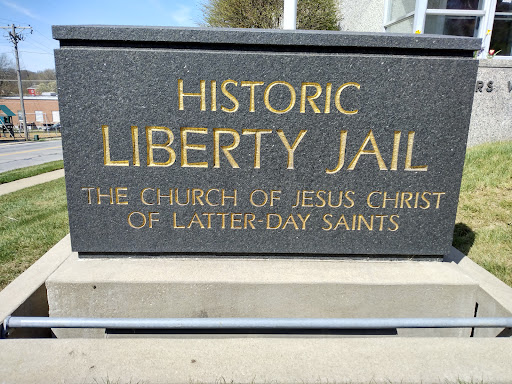 HISTORIC
LIBERTY JAIL
THE CHURCH OF JESUS CHRIST
OF LATTER-DAY SAINTS